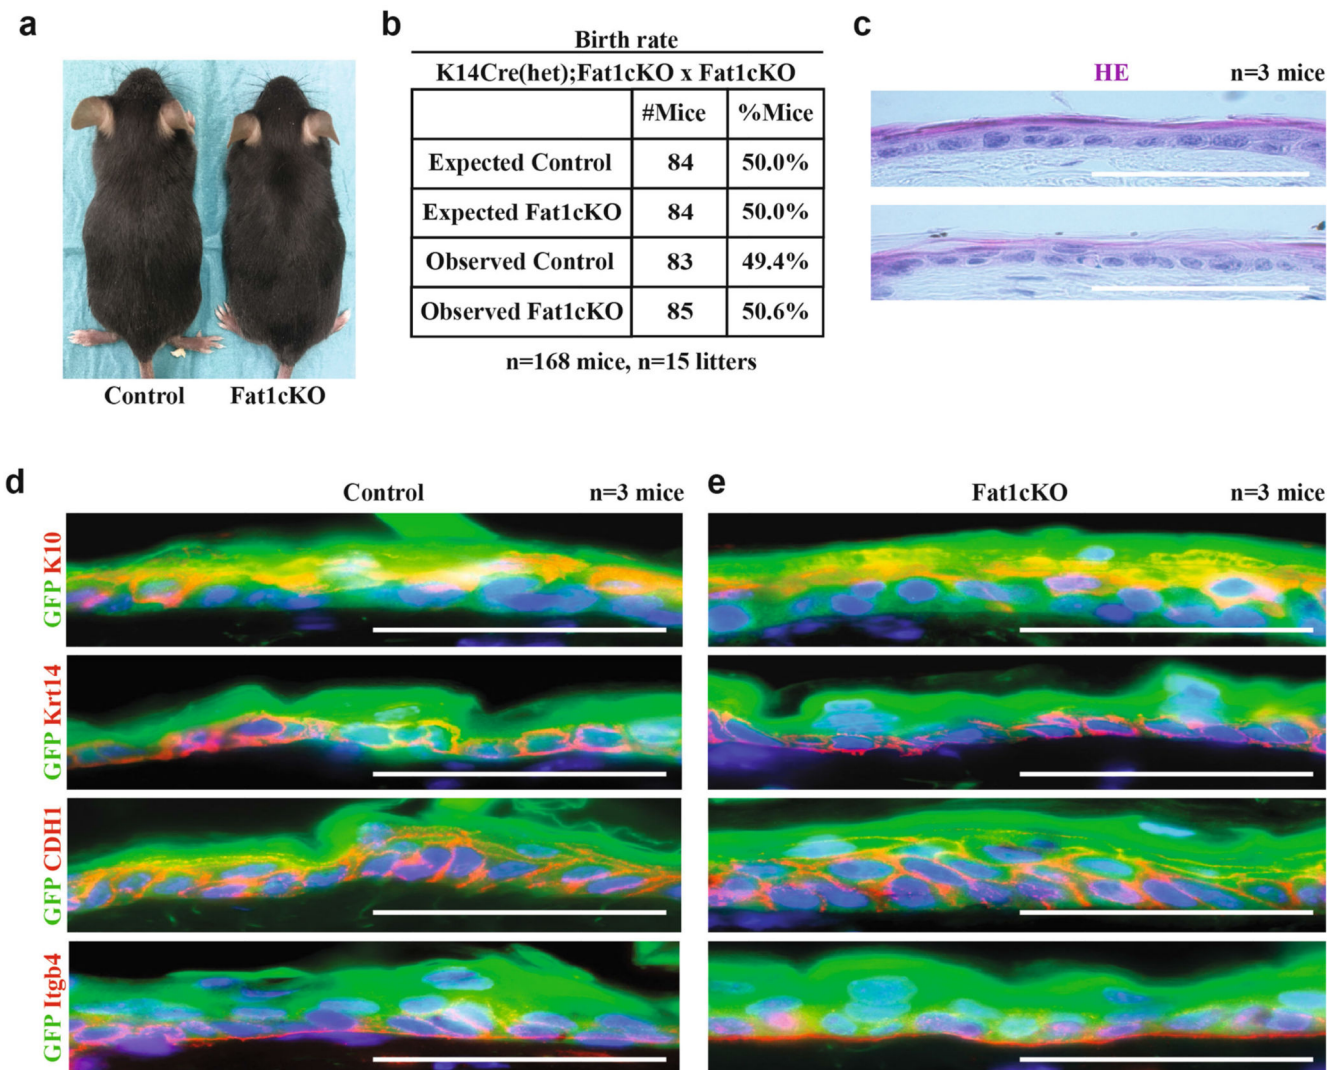 a
Control
Fat1cKO
b
Birth rate
K14Cre(het);Fat1cKO x Fat1cKO
#Mice %Mice
Expected Control 84 50.0%
Expected Fat1cKO 84 50.0%
Observed Control 83 49.4%
Observed Fat1cKO 85 50.6%
n=168 mice, n=15 litters
c
HE n=3 mice
d
Control n=3 mice
GFP K10
GFP Krt14
GFP CDH1
GFP Itgb4
e
Fat1cKO n=3 mice